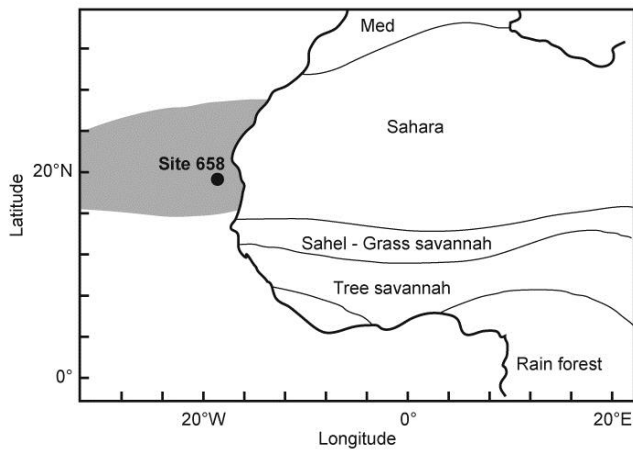 Med
Sahara
Site 658
20°N
Latitude
Sahel - Grass savannah
Tree savannah
Rain forest
0°
20°W
0°
20°E
Longitude